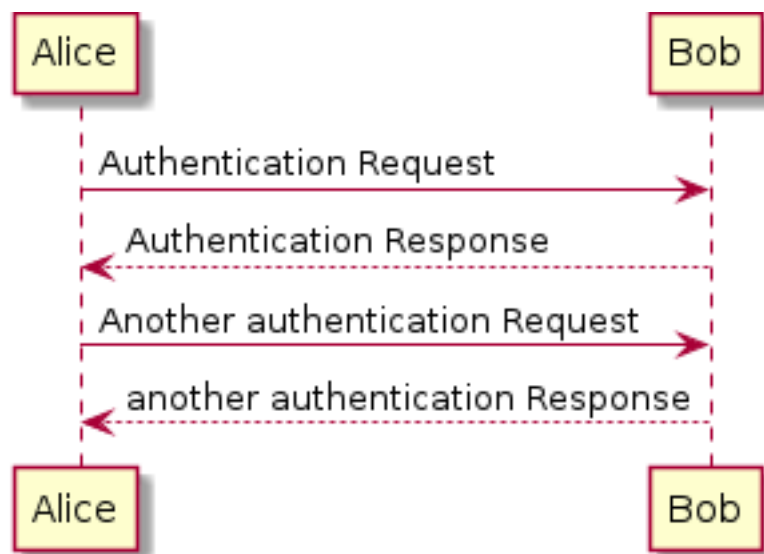 Alice
Bob
Authentication Request
Authentication Response
Another authentication Request
another authentication Response
Alice
Bob